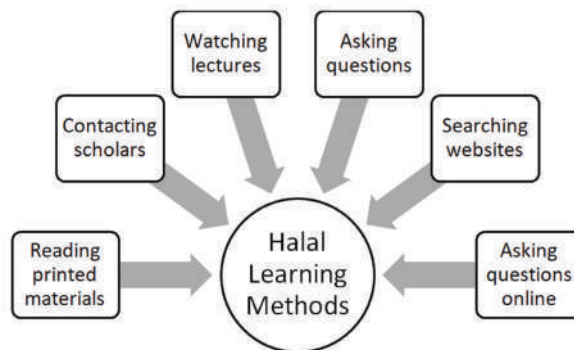 Watching
lectures
Asking
questions
Contacting
scholars
Searching
websites
Reading
printed
materials
Halal
Learning
Methods
Asking
questions
online